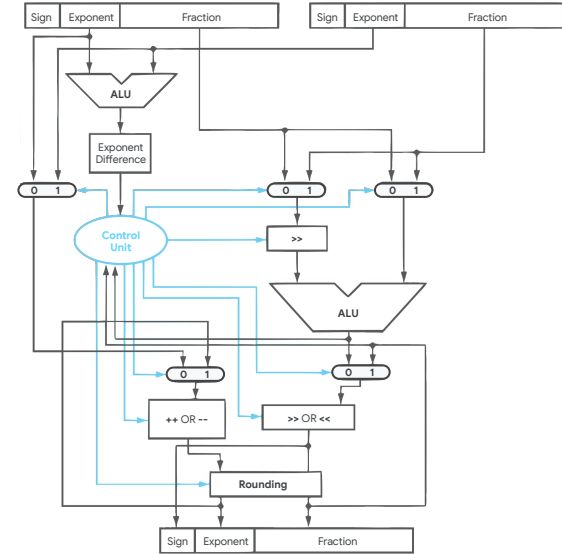 Sign Exponent Fraction Sign Exponent Fraction
ALU
Exponent
Difference
0 1 0 1 0 1
Control
Unit
>>
ALU
0 1 0 1
++ OR -- >> OR <<
Rounding
Sign Exponent Fraction